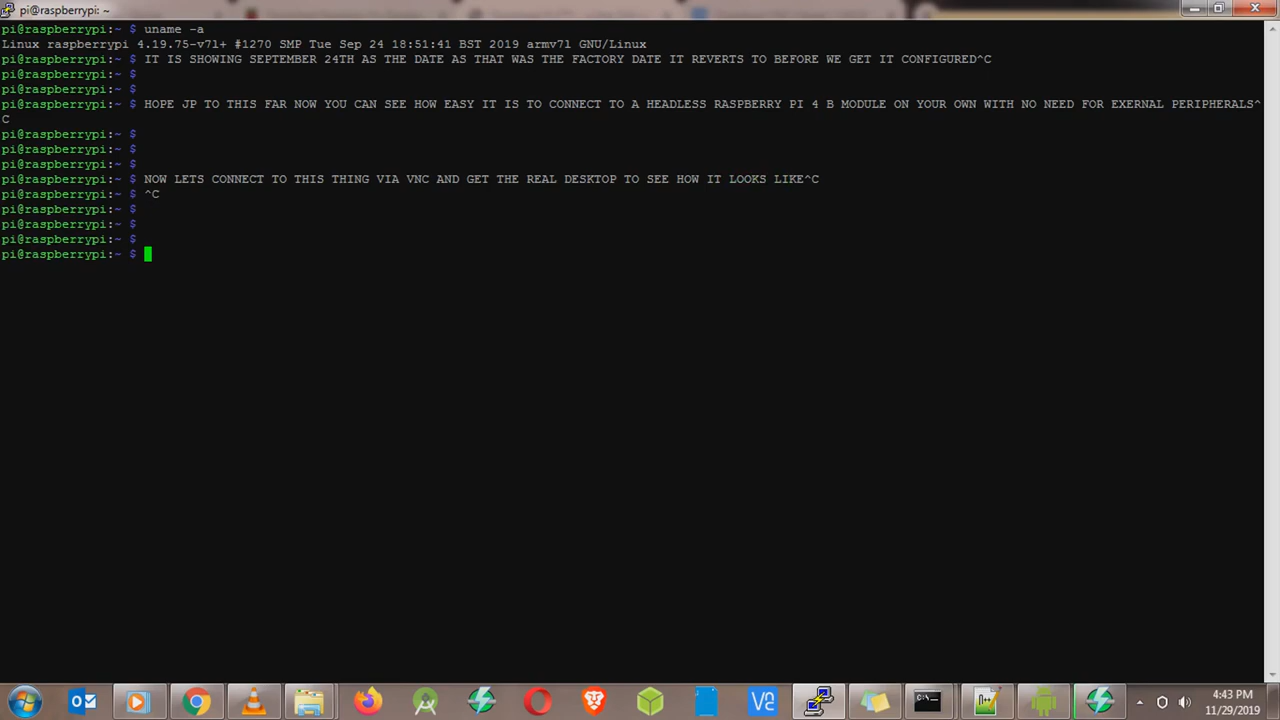 pi@raspberrypi: ~
pi@raspberrypi:~ $ uname -a
Linux raspberrypi 4.19.75-v7l+ #1270 SMP Tue Sep 24 18:51:41 BST 2019 armv7l GNU/Linux
pi@raspberrypi:~ $ IT IS SHOWING SEPTEMBER 24TH AS THE DATE AS THAT WAS THE FACTORY DATE IT REVERTS TO BEFORE WE GET IT CONFIGURED^C
pi@raspberrypi:~ $
pi@raspberrypi:~ $
pi@raspberrypi:~ $ HOPE JP TO THIS FAR NOW YOU CAN SEE HOW EASY IT IS TO CONNECT TO A HEADLESS RASPBERRY PI 4 B MODULE ON YOUR OWN WITH NO NEED FOR EXERNAL PERIPHERALS^
C
pi@raspberrypi:~ $
pi@raspberrypi:~ $
pi@raspberrypi:~ $
pi@raspberrypi:~ $ NOW LETS CONNECT TO THIS THING VIA VNC AND GET THE REAL DESKTOP TO SEE HOW IT LOOKS LIKE^C
pi@raspberrypi:~ $ ^C
pi@raspberrypi:~ $
pi@raspberrypi:~ $
pi@raspberrypi:~ $
pi@raspberrypi:~ $
4:43 PM
11/29/2019